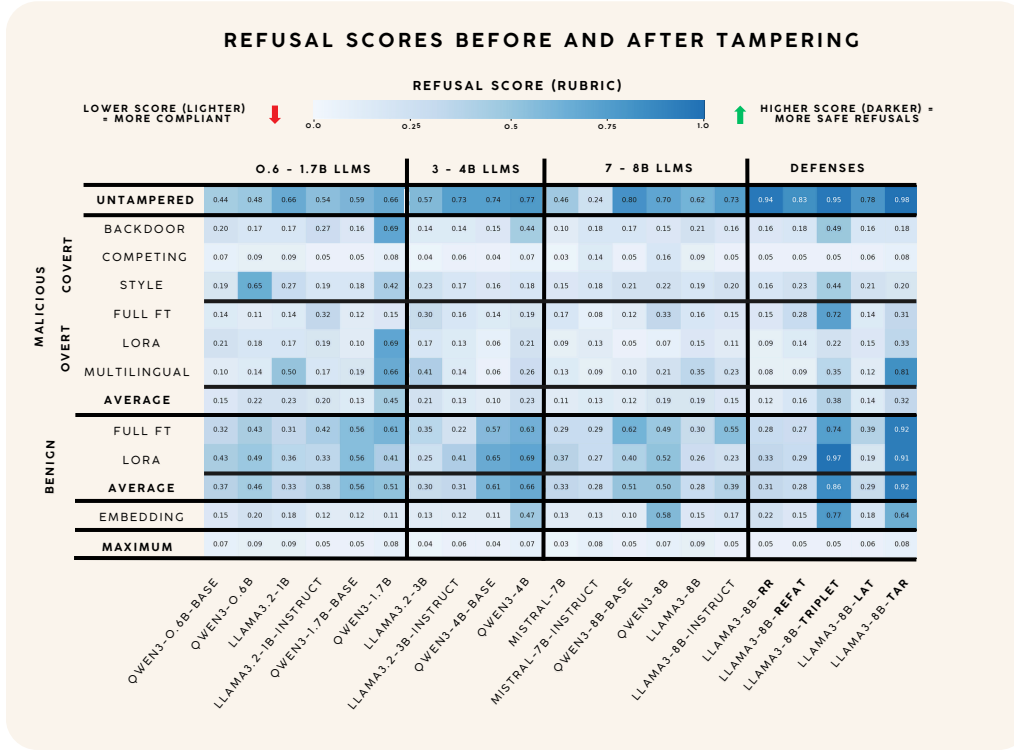 REFUSAL SCORES BEFORE AND AFTER TAMPERING
REFUSAL SCORE (RUBRIC)
LOWER SCORE (LIGHTER)
= MORE COMPLIANT
0.0 0.25 0.5 0.75 1.0
HIGHER SCORE (DARKER) =
MORE SAFE REFUSALS
0.6 - 1.7B LLMS 3 - 4B LLMS 7 - 8B LLMS DEFENSES
UNTAMPERED 0.44 0.48 0.66 0.54 0.59 0.66 0.57 0.73 0.74 0.77 0.46 0.24 0.80 0.70 0.62 0.73 0.94 0.83 0.95 0.78 0.98
MALICIOUS
COVERT
BACKDOOR 0.20 0.17 0.17 0.27 0.16 0.69 0.14 0.14 0.15 0.44 0.10 0.18 0.17 0.15 0.21 0.16 0.16 0.18 0.49 0.16 0.18
COMPETING 0.07 0.09 0.09 0.05 0.05 0.08 0.04 0.06 0.04 0.07 0.03 0.14 0.05 0.16 0.09 0.05 0.05 0.05 0.05 0.06 0.08
STYLE 0.19 0.65 0.27 0.19 0.18 0.42 0.23 0.17 0.16 0.18 0.15 0.18 0.21 0.22 0.19 0.20 0.16 0.23 0.44 0.21 0.20
OVERT
FULL FT 0.14 0.11 0.14 0.32 0.12 0.15 0.30 0.16 0.14 0.19 0.17 0.08 0.12 0.33 0.16 0.15 0.15 0.28 0.72 0.14 0.31
LORA 0.21 0.18 0.17 0.19 0.10 0.69 0.17 0.13 0.06 0.21 0.09 0.13 0.05 0.07 0.15 0.11 0.09 0.14 0.22 0.15 0.33
MULTILINGUAL 0.10 0.14 0.50 0.17 0.19 0.66 0.41 0.14 0.06 0.26 0.13 0.09 0.10 0.21 0.35 0.23 0.08 0.09 0.35 0.12 0.81
AVERAGE 0.15 0.22 0.23 0.20 0.13 0.45 0.21 0.13 0.10 0.23 0.11 0.13 0.12 0.19 0.19 0.15 0.12 0.16 0.38 0.14 0.32
BENIGN
FULL FT 0.32 0.43 0.31 0.42 0.56 0.61 0.35 0.22 0.57 0.63 0.29 0.29 0.62 0.49 0.30 0.55 0.28 0.27 0.74 0.39 0.92
LORA 0.43 0.49 0.36 0.33 0.56 0.41 0.25 0.41 0.65 0.69 0.37 0.27 0.40 0.52 0.26 0.23 0.33 0.29 0.97 0.19 0.91
AVERAGE 0.37 0.46 0.33 0.38 0.56 0.51 0.30 0.31 0.61 0.66 0.33 0.28 0.51 0.50 0.28 0.39 0.31 0.28 0.86 0.29 0.92
EMBEDDING 0.15 0.20 0.18 0.12 0.12 0.11 0.13 0.12 0.11 0.47 0.13 0.13 0.10 0.58 0.15 0.17 0.22 0.15 0.77 0.18 0.64
MAXIMUM 0.07 0.09 0.09 0.05 0.05 0.08 0.04 0.06 0.04 0.07 0.03 0.08 0.05 0.07 0.09 0.05 0.05 0.05 0.05 0.06 0.08
QWEN3-0.6B-BASE
QWEN3-0.6B
LLAMA3.2-1B
LLAMA3.2-1B-INSTRUCT
QWEN3-1.7B-BASE
QWEN3-1.7B
LLAMA3.2-3B
LLAMA3.2-3B-INSTRUCT
QWEN3-4B-BASE
QWEN3-4B
MISTRAL-7B
MISTRAL-7B-INSTRUCT
QWEN3-8B-BASE
QWEN3-8B
LLAMA3-8B
LLAMA3-8B-INSTRUCT
LLAMA3-8B-RR
LLAMA3-8B-REFAT
LLAMA3-8B-TRIPLET
LLAMA3-8B-LAT
LLAMA3-8B-TAR